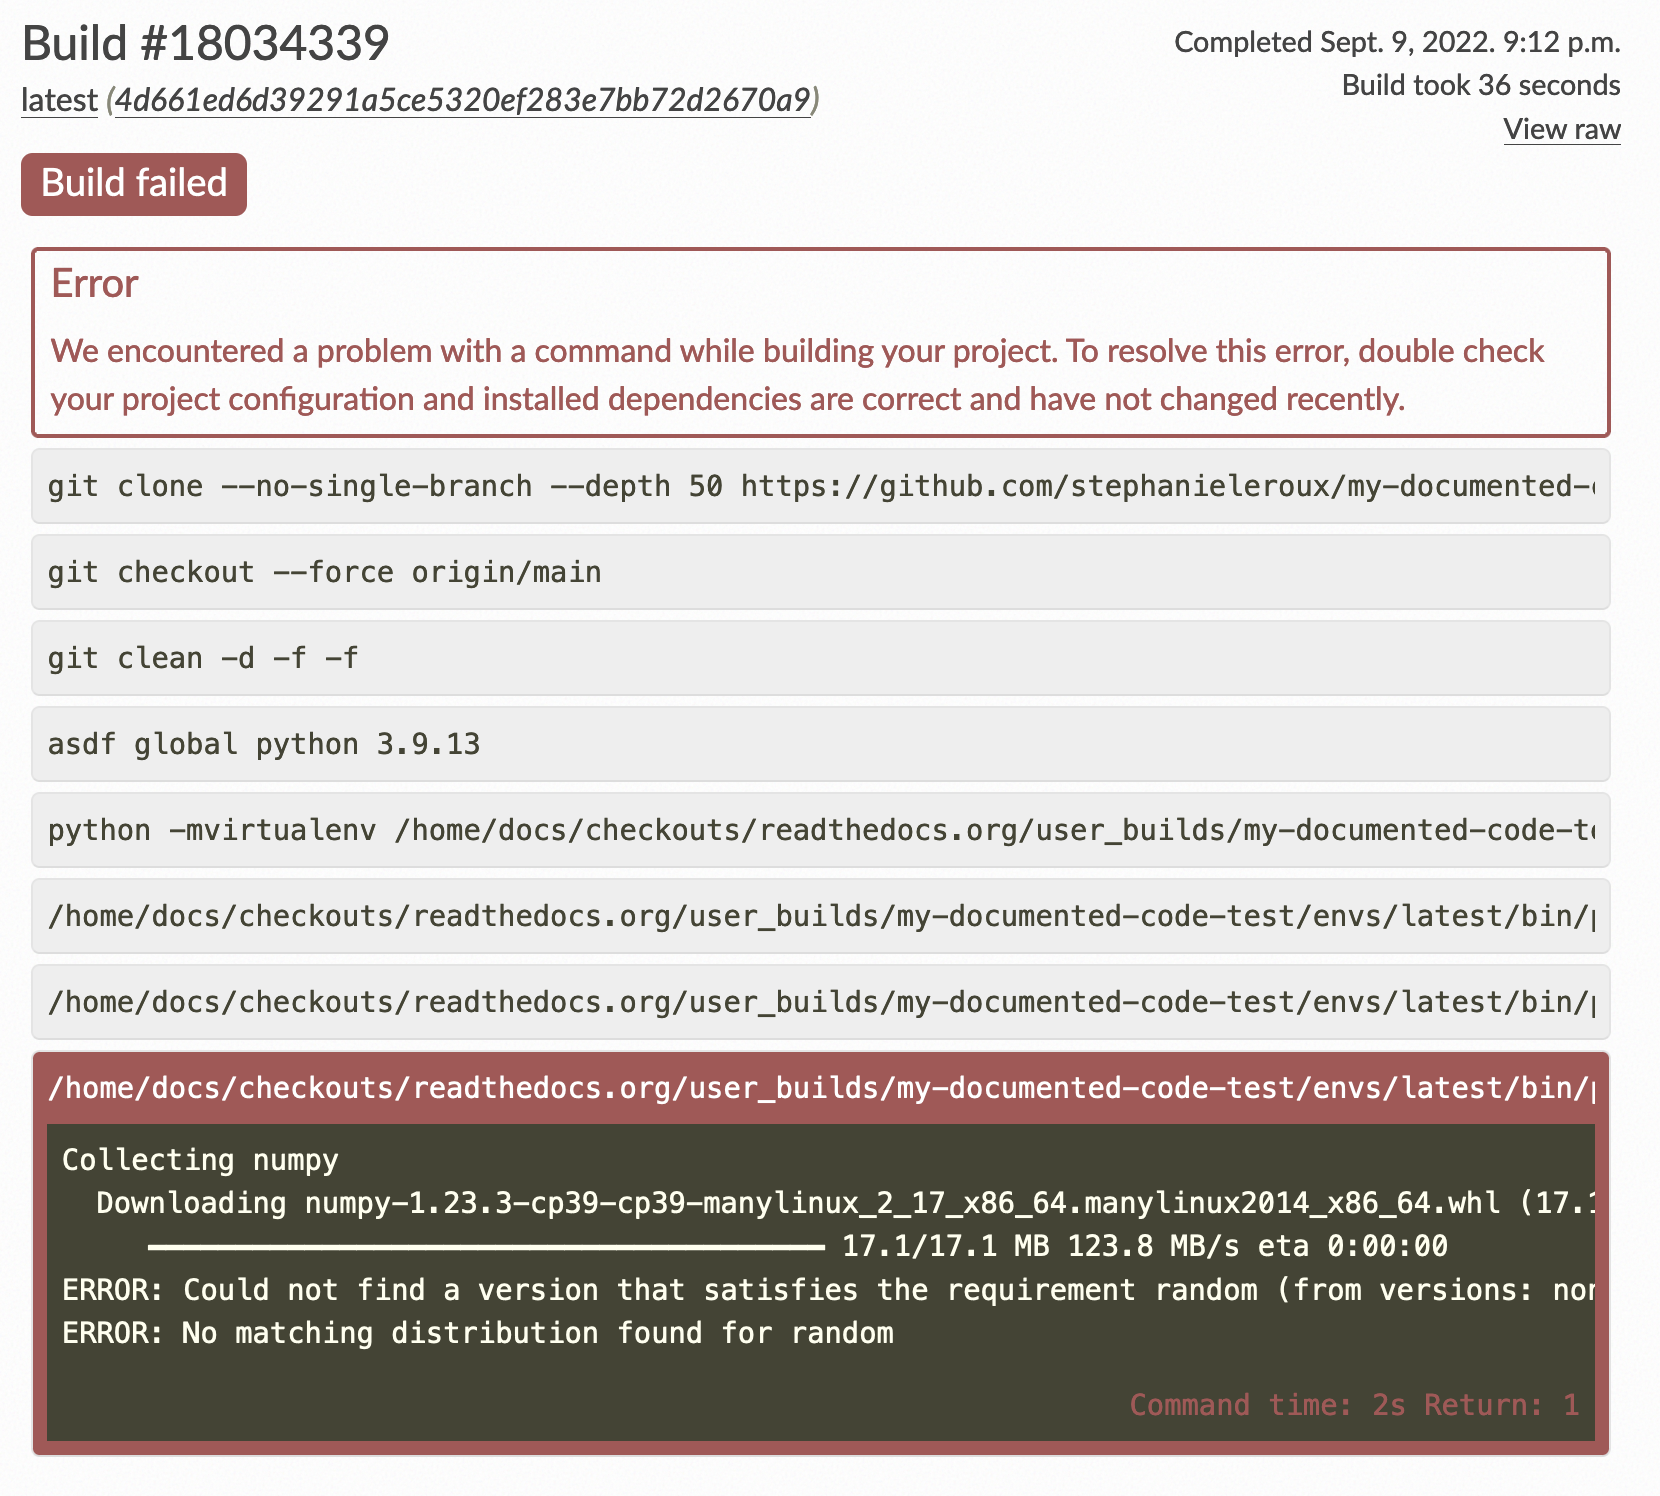 Build #18034339
Completed Sept. 9, 2022. 9:12 p.m.
latest (4d661ed6d39291a5ce5320ef283e7bb72d2670a9)
Build took 36 seconds
View raw
Build failed
Error
We encountered a problem with a command while building your project. To resolve this error, double check
your project configuration and installed dependencies are correct and have not changed recently.
git clone --no-single-branch --depth 50 https://github.com/stephanieleroux/my-documented-
git checkout --force origin/main
git clean -d -f -f
asdf global python 3.9.13
python -mvirtualenv /home/docs/checkouts/readthedocs.org/user_builds/my-documented-code-t
/home/docs/checkouts/readthedocs.org/user_builds/my-documented-code-test/envs/latest/bin/
/home/docs/checkouts/readthedocs.org/user_builds/my-documented-code-test/envs/latest/bin/
/home/docs/checkouts/readthedocs.org/user_builds/my-documented-code-test/envs/latest/bin/
Collecting numpy
Downloading numpy-1.23.3-cp39-cp39-manylinux_2_17_x86_64.manylinux2014_x86_64.whl (17.1
17.1/17.1 MB 123.8 MB/s eta 0:00:00
ERROR: Could not find a version that satisfies the requirement random (from versions: no
ERROR: No matching distribution found for random
Command time: 2s Return: 1